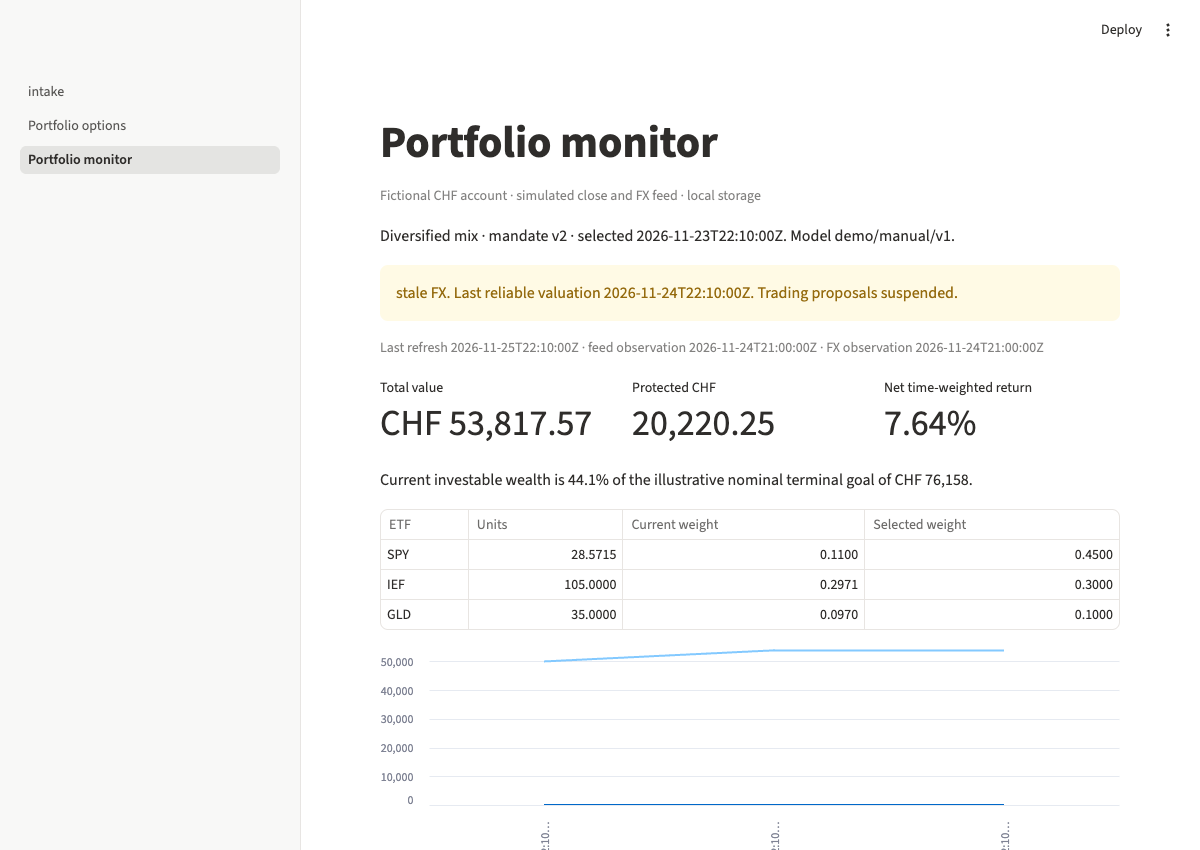 Deploy
intake
Portfolio options
Portfolio monitor
Portfolio monitor
Fictional CHF account · simulated close and FX feed · local storage
Diversified mix · mandate v2 · selected 2026-11-23T22:10:00Z. Model demo/manual/v1.
stale FX. Last reliable valuation 2026-11-24T22:10:00Z. Trading proposals suspended.
Last refresh 2026-11-25T22:10:00Z · feed observation 2026-11-24T21:00:00Z · FX observation 2026-11-24T21:00:00Z
Total value Protected CHF Net time-weighted return
CHF 53,817.57 20,220.25 7.64%
Current investable wealth is 44.1% of the illustrative nominal terminal goal of CHF 76,158.
ETF Units Current weight Selected weight
SPY 28.5715 0.1100 0.4500
IEF 105.0000 0.2971 0.3000
GLD 35.0000 0.0970 0.1000
50,000
40,000
30,000
20,000
10,000
0